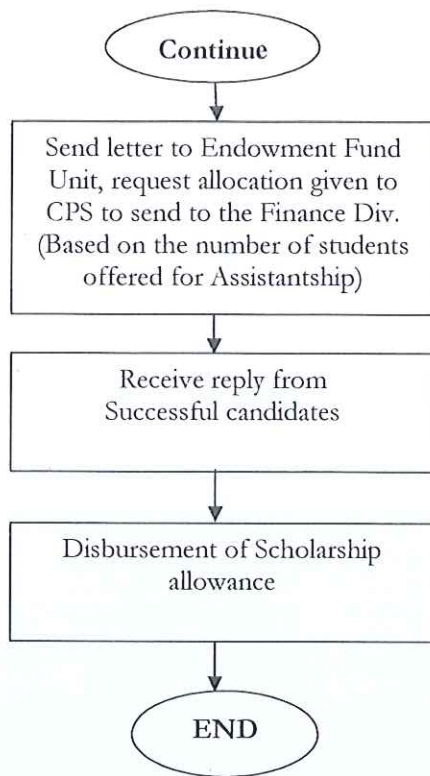 Continue
Send letter to Endowment Fund
Unit, request allocation given to
CPS to send to the Finance Div.
(Based on the number of students
offered for Assistantship)
Receive reply from
Successful candidates
Disbursement of Scholarship
allowance
END